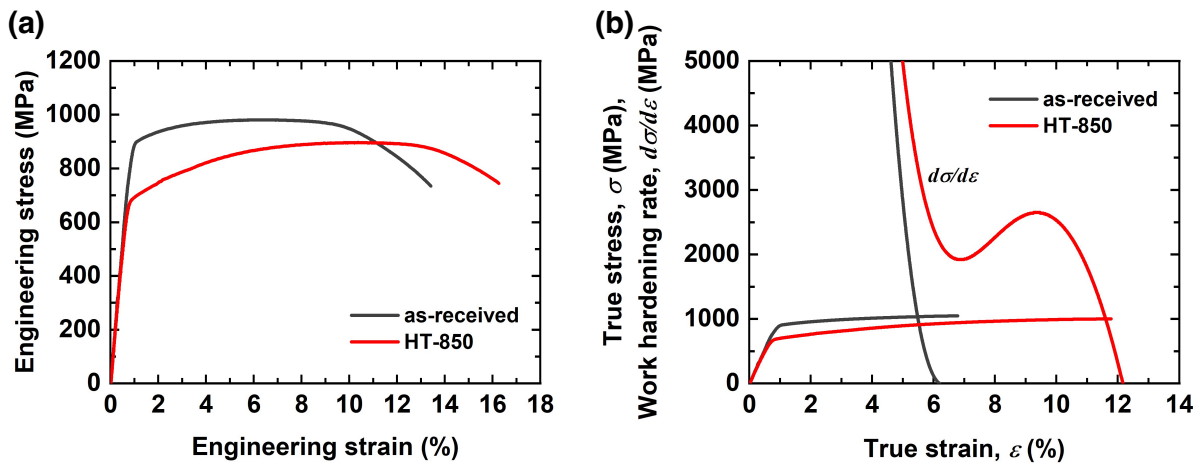 (a)
1200
1000
800
600
400
200
0
Engineering stress (MPa)
as-received
HT-850
0 2 4 6 8 10 12 14 16 18
Engineering strain (%)
(b)
5000
4000
3000
2000
1000
0
True stress, σ (MPa),
Work hardening rate, dσ/dε (MPa)
as-received
HT-850
dσ/dε
0 2 4 6 8 10 12 14
True strain, ε (%)